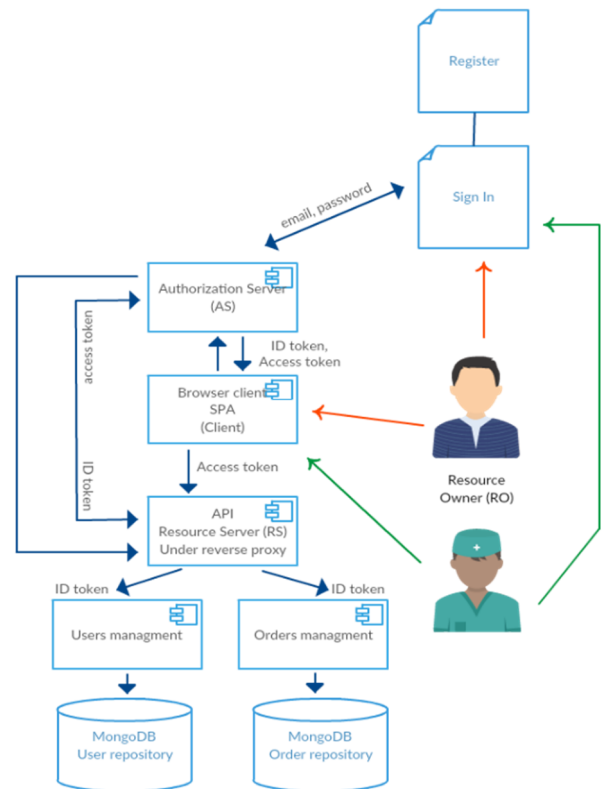 Register
Sign In
email, password
Authorization Server
(AS)
ID token,
Access token
access token
ID token
Browser client
SPA
(Client)
Access token
API
Resource Server (RS)
Under reverse proxy
Resource
Owner (RO)
ID token
ID token
Users managment
Orders managment
MongoDB
User repository
MongoDB
Order repository